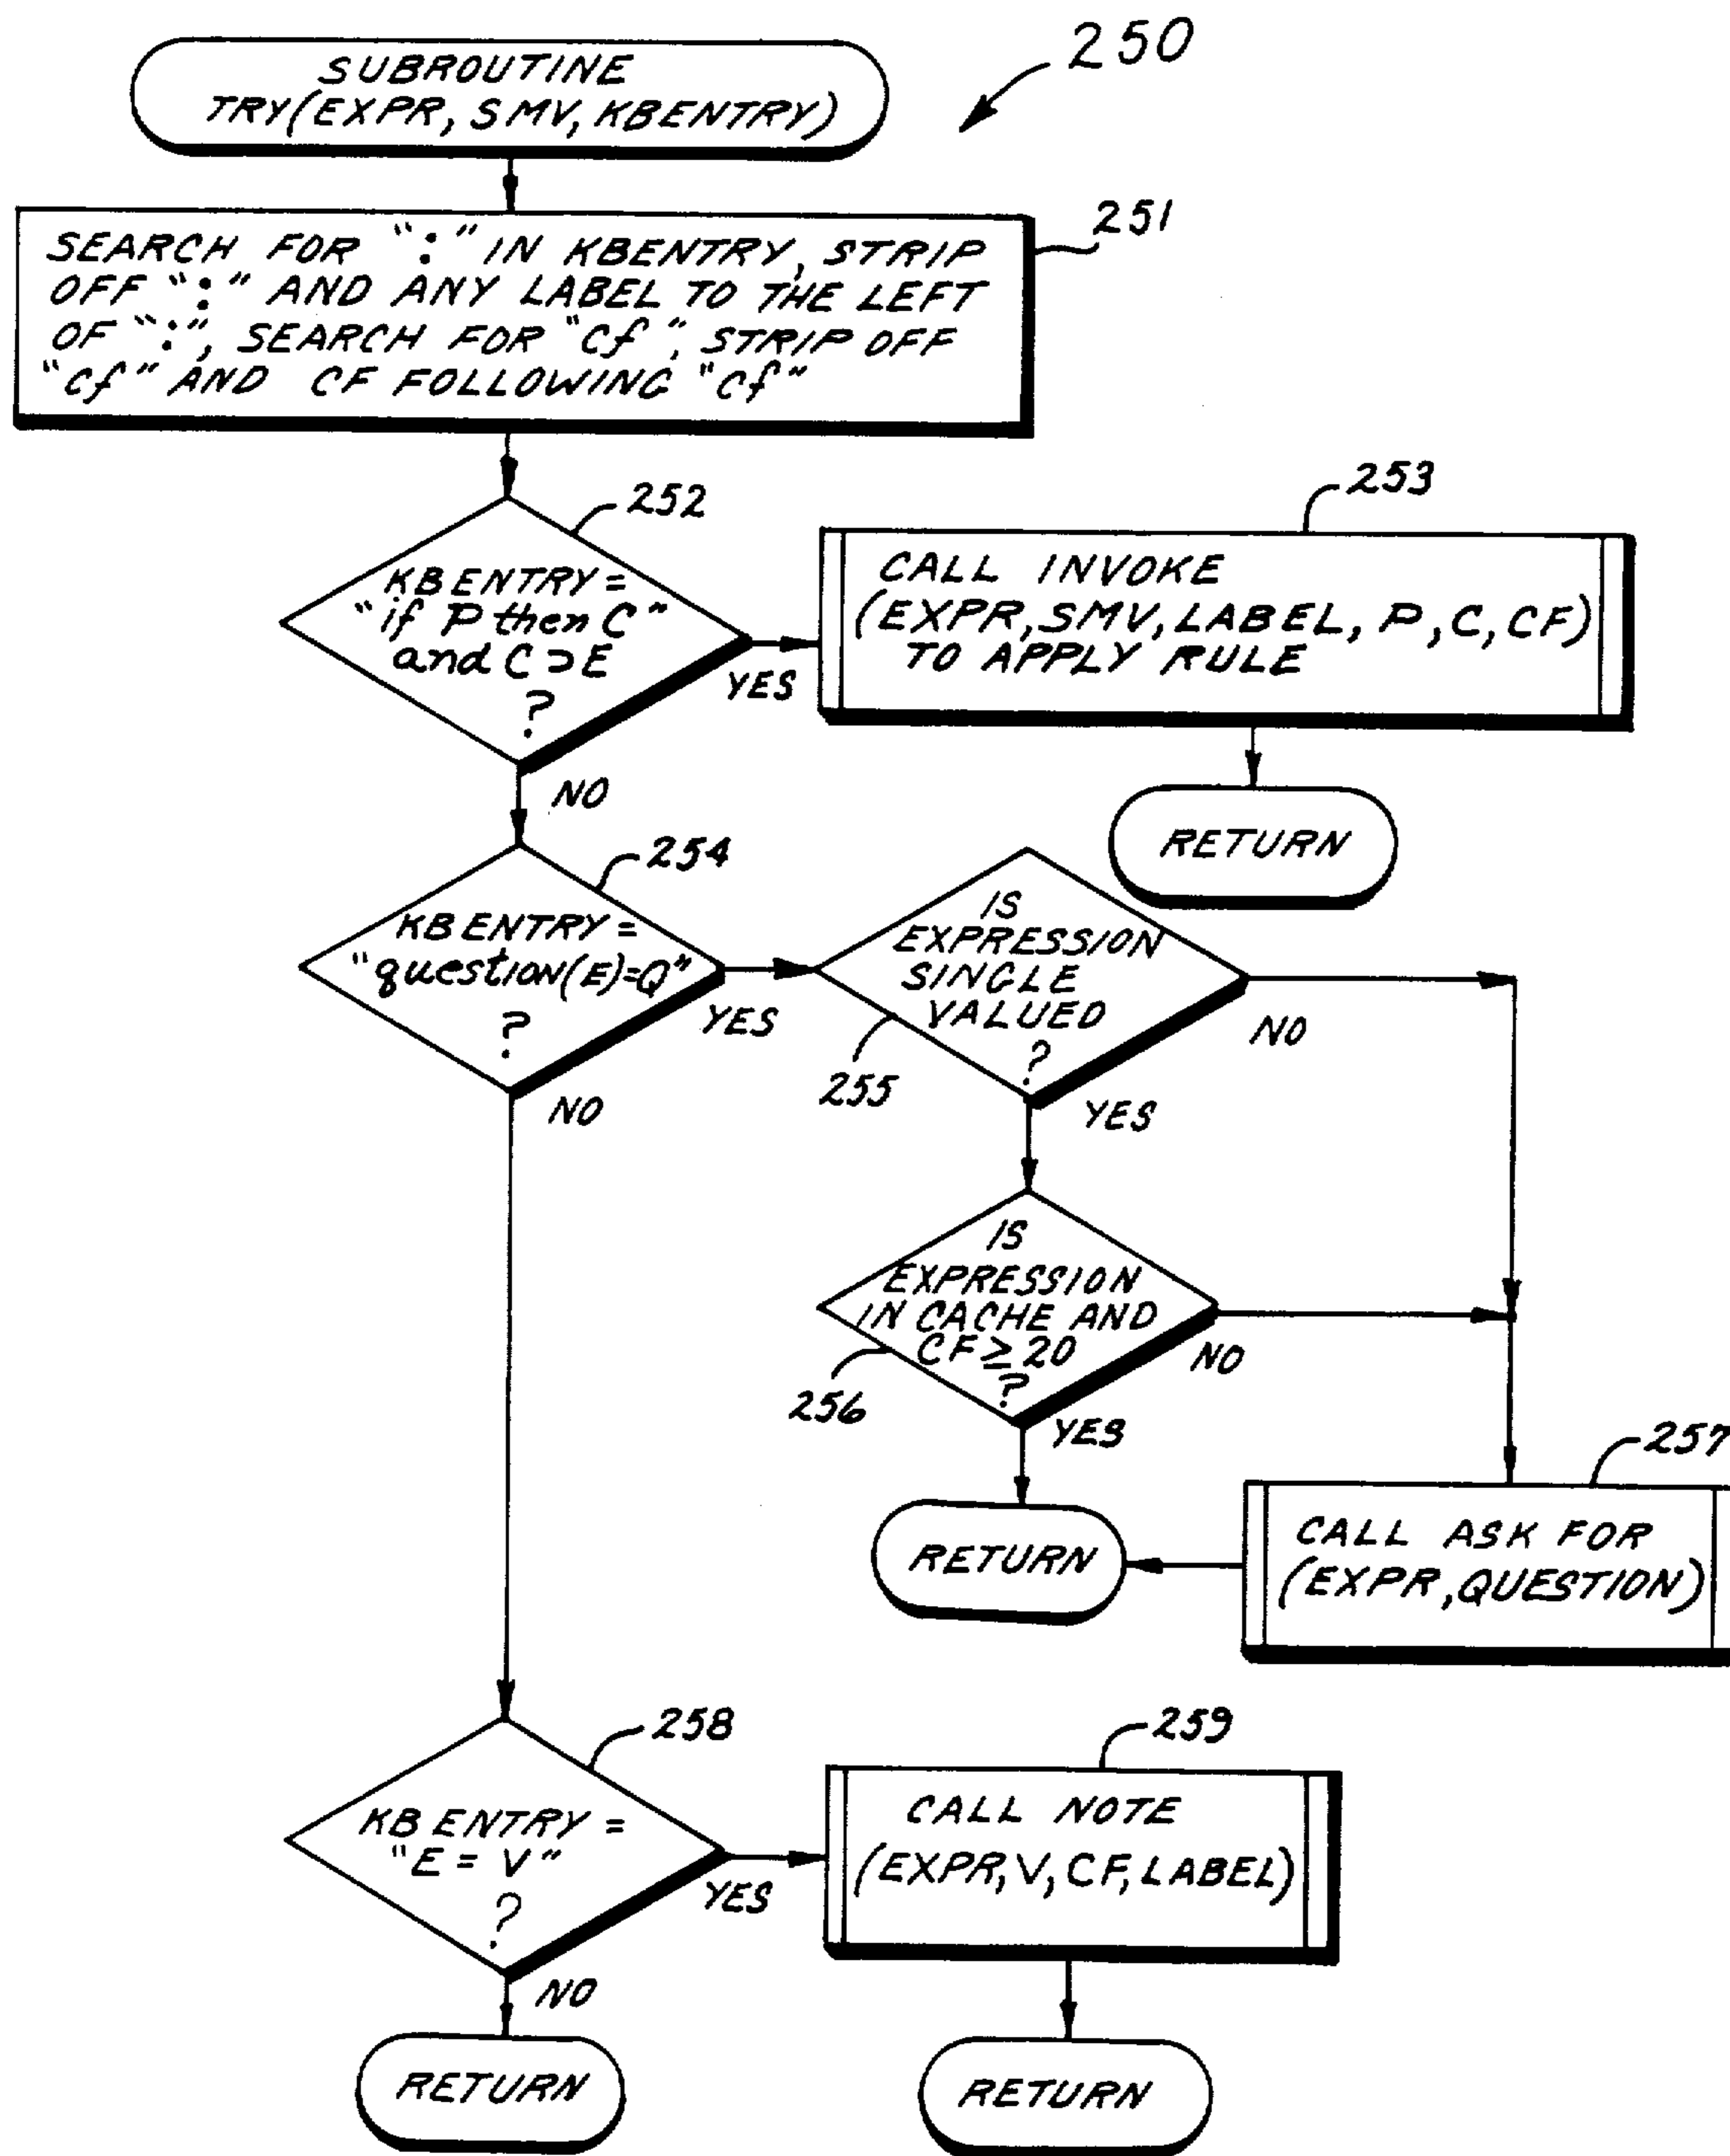 250
SUBROUTINE
TRY(EXPR, SMV, KBENTRY)
251
SEARCH FOR ":" IN KBENTRY, STRIP
OFF ":" AND ANY LABEL TO THE LEFT
OF ":", SEARCH FOR "cf", STRIP OFF
"cf" AND CF FOLLOWING "cf"
252
KBENTRY =
"if P then C"
and C⊃E
?
YES
NO
253
CALL INVOKE
(EXPR, SMV, LABEL, P, C, CF)
TO APPLY RULE
RETURN
254
KBENTRY =
"question(E)=Q"
?
YES
NO
IS
EXPRESSION
SINGLE
VALUED
?
255
NO
YES
IS
EXPRESSION
IN CACHE AND
CF ≥ 20
?
256
NO
YES
RETURN
257
CALL ASK FOR
(EXPR, QUESTION)
258
KB ENTRY =
"E = V"
?
YES
NO
259
CALL NOTE
(EXPR, V, CF, LABEL)
RETURN
RETURN